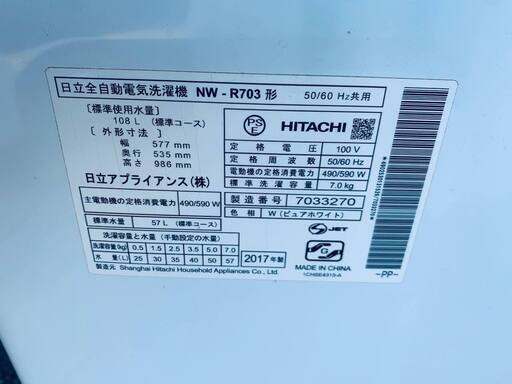 日立全自動電気洗濯機 NW-R703 形 50/60 Hz共用
[標準使用水量]
108 L (標準コース)
[外形寸法]
幅 577 mm
奥行 535 mm
高さ 986 mm
日立アプライアンス(株)
PSE HITACHI
定格電圧 100 V
定格周波数 50/60 Hz
電動機の定格消費電力 490/590 W
標準洗濯容量 7.0kg
主電動機の定格消費電力 490/590 W
製造番号 7033270
標準水量 57 L (標準コース)
色相 W (ピュアホワイト)
洗濯容量と水量 (手動設定の水量)
洗濯容量(kg) 0.5 1.5 2.5 3.5 5.0 7.0
水量(L) 25 30 35 40 50 57
2017年製
製造元 Shanghai Hitachi Household Appliances Co., Ltd.
S JET
MADE IN CHINA
1CHSE4310-A
-PP-